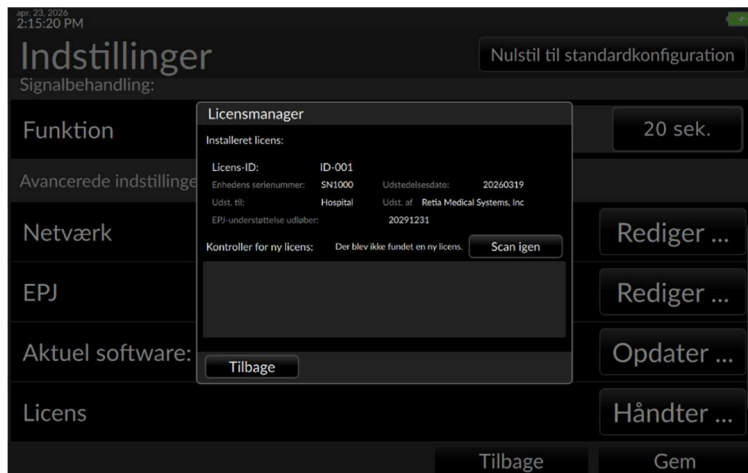 apr. 23, 2026
2:15:20 PM
Indstillinger
Nulstil til standardkonfiguration
Signalbehandling:
Funktion
20 sek.
Avancerede indstillinge
Netværk
Rediger ...
EPJ
Rediger ...
Aktuel software:
Opdater ...
Licens
Håndter ...
Tilbage
Gem
Licensmanager
Installeret licens:
Licens-ID: ID-001
Enhedens serienummer: SN1000 Udstedelsesdato: 20260319
Udst. til: Hospital Udst. af Retia Medical Systems, Inc
EPJ-understøttelse udløber: 20291231
Kontroller for ny licens: Der blev ikke fundet en ny licens. Scan igen
Tilbage